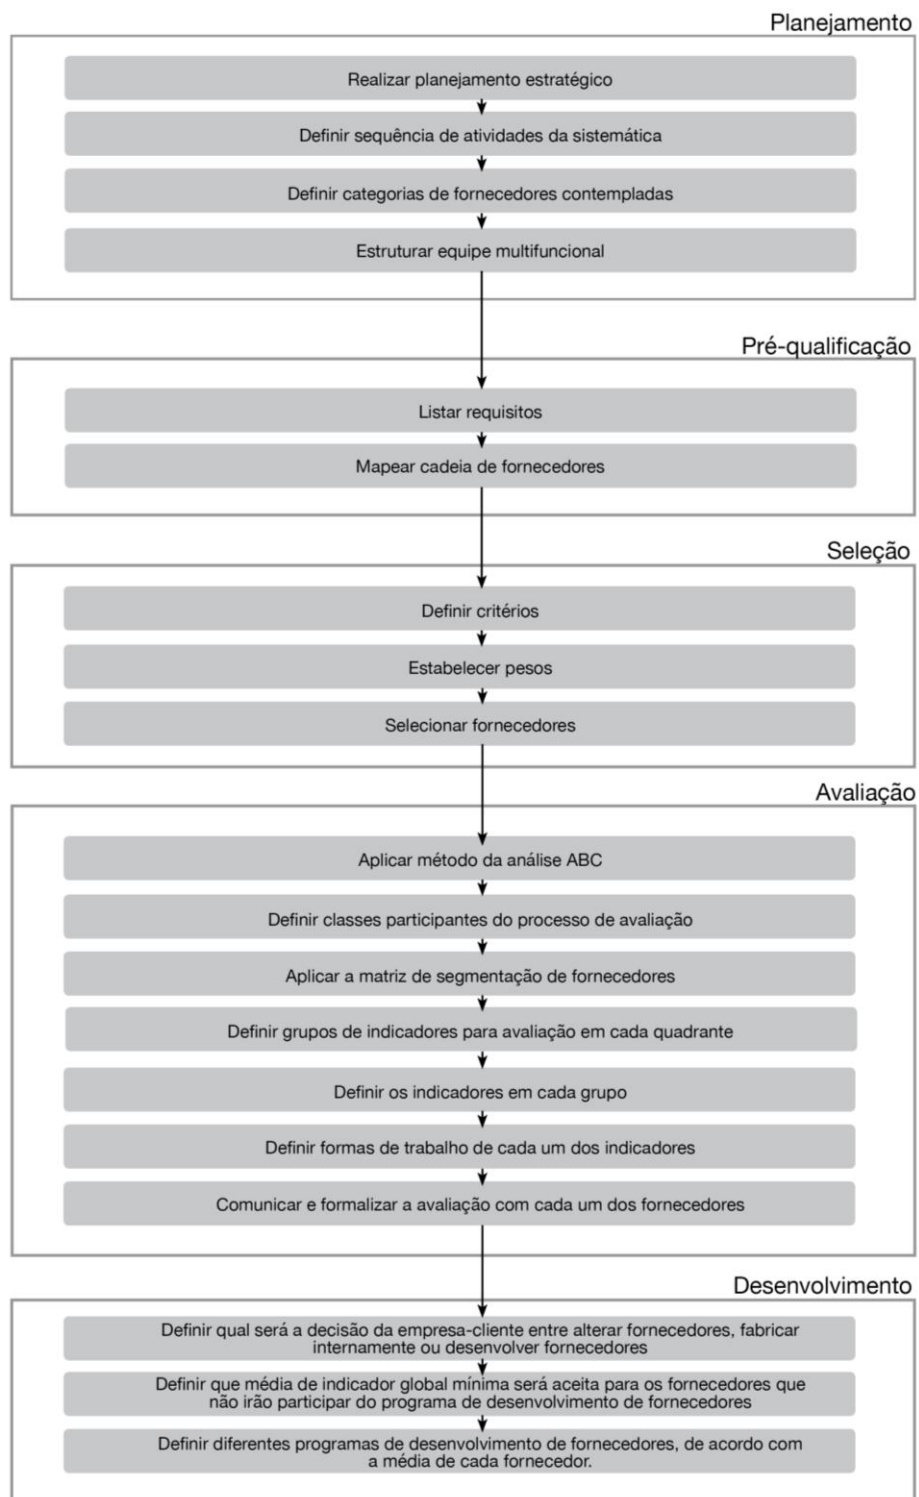 Planejamento
Realizar planejamento estratégico
Definir sequência de atividades da sistemática
Definir categorias de fornecedores contempladas
Estruturar equipe multifuncional
Pré-qualificação
Listar requisitos
Mapear cadeia de fornecedores
Seleção
Definir critérios
Estabelecer pesos
Selecionar fornecedores
Avaliação
Aplicar método da análise ABC
Definir classes participantes do processo de avaliação
Aplicar a matriz de segmentação de fornecedores
Definir grupos de indicadores para avaliação em cada quadrante
Definir os indicadores em cada grupo
Definir formas de trabalho de cada um dos indicadores
Comunicar e formalizar a avaliação com cada um dos fornecedores
Desenvolvimento
Definir qual será a decisão da empresa-cliente entre alterar fornecedores, fabricar
internamente ou desenvolver fornecedores
Definir que média de indicador global mínima será aceita para os fornecedores que
não irão participar do programa de desenvolvimento de fornecedores
Definir diferentes programas de desenvolvimento de fornecedores, de acordo com
a média de cada fornecedor.